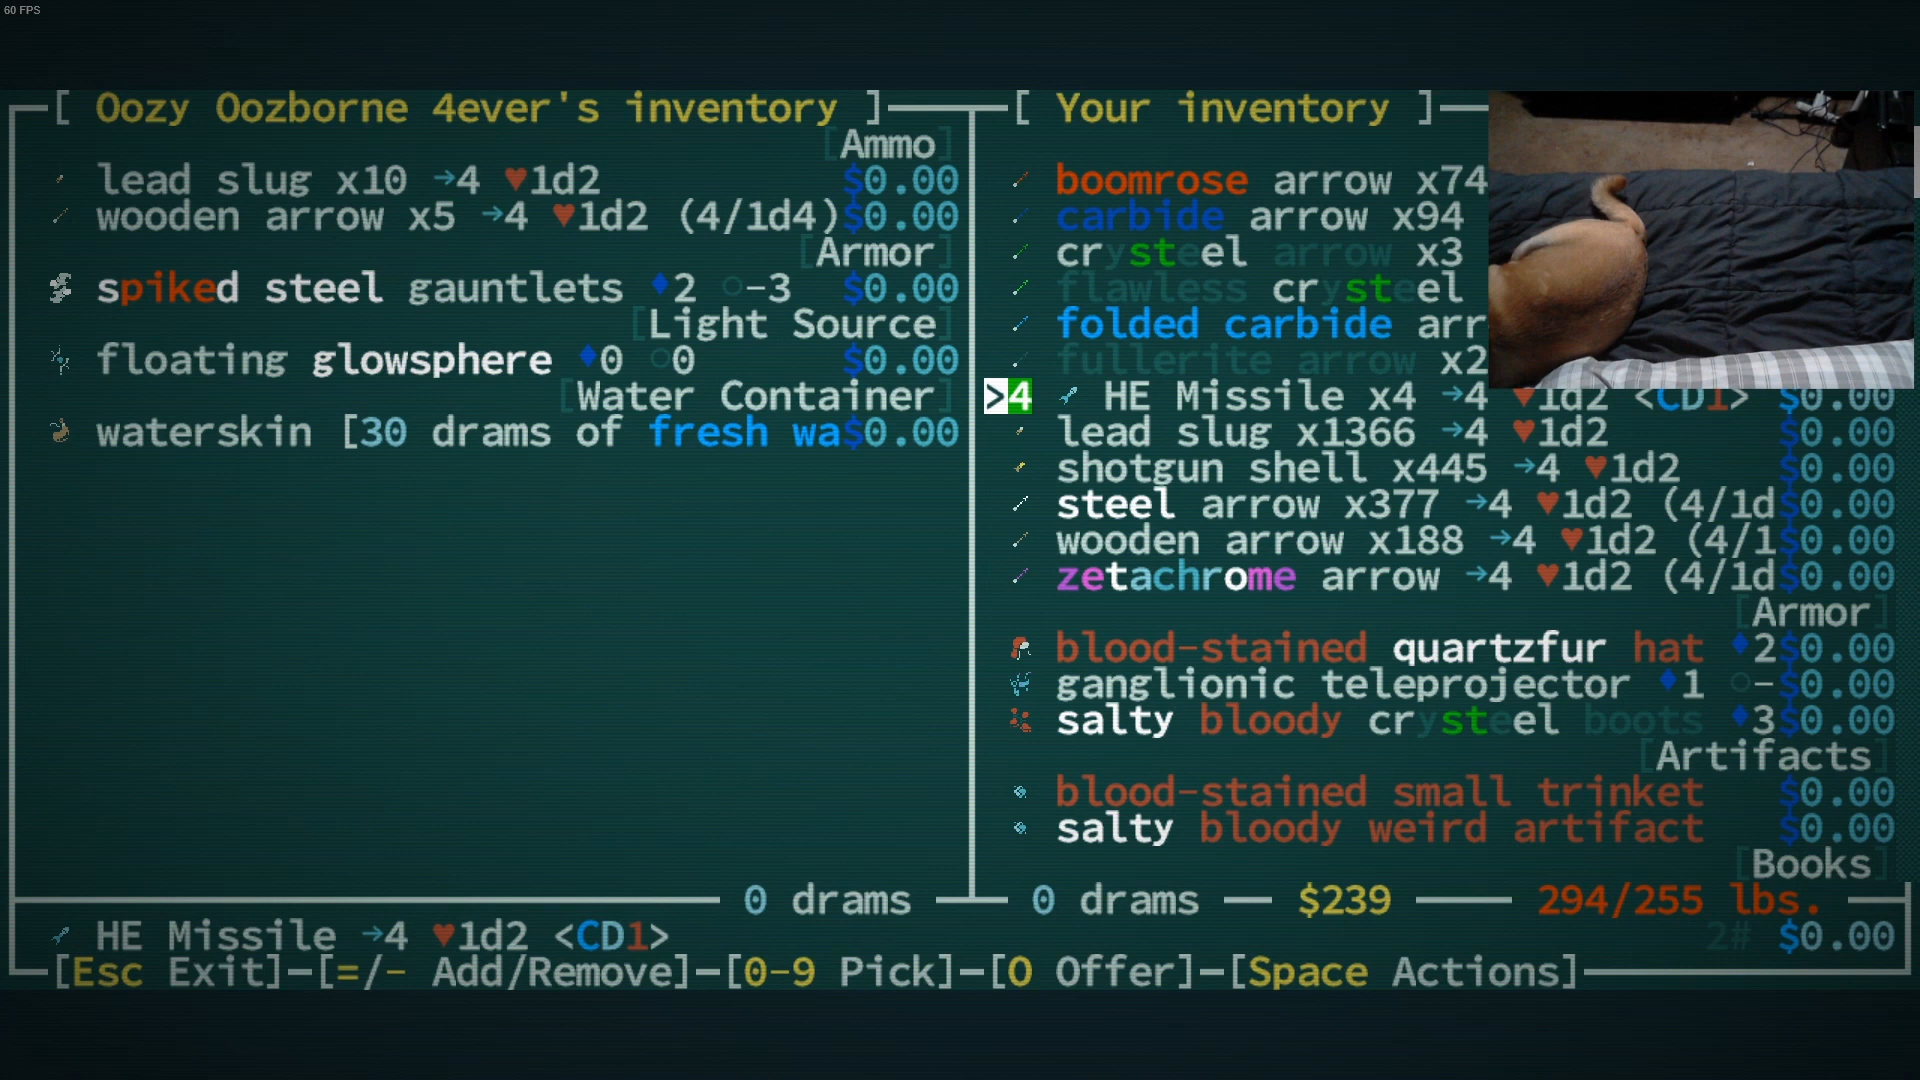 60 FPS
[ Oozy Oozborne 4ever's inventory ]
[Ammo]
lead slug x10 →4 ♥1d2 $0.00
wooden arrow x5 →4 ♥1d2 (4/1d4) $0.00
[Armor]
spiked steel gauntlets ♦2 ○-3 $0.00
[Light Source]
floating glowsphere ♦0 ○0 $0.00
[Water Container]
waterskin [30 drams of fresh wa$0.00
0 drams
[ Your inventory ]
boomrose arrow x74
carbide arrow x94
crysteel arrow x3
flawless crysteel
folded carbide arr
fullerite arrow x2
>4 HE Missile x4 →4 ♥1d2 <CD1> $0.00
lead slug x1366 →4 ♥1d2 $0.00
shotgun shell x445 →4 ♥1d2 $0.00
steel arrow x377 →4 ♥1d2 (4/1d$0.00
wooden arrow x188 →4 ♥1d2 (4/1$0.00
zetachrome arrow →4 ♥1d2 (4/1d$0.00
[Armor]
blood-stained quartzfur hat ♦2$0.00
ganglionic teleprojector ♦1 ○-$0.00
salty bloody crysteel boots ♦3$0.00
[Artifacts]
blood-stained small trinket $0.00
salty bloody weird artifact $0.00
[Books]
0 drams $239 294/255 lbs.
HE Missile →4 ♥1d2 <CD1> 2# $0.00
[Esc Exit] [=/- Add/Remove] [0-9 Pick] [O Offer] [Space Actions]